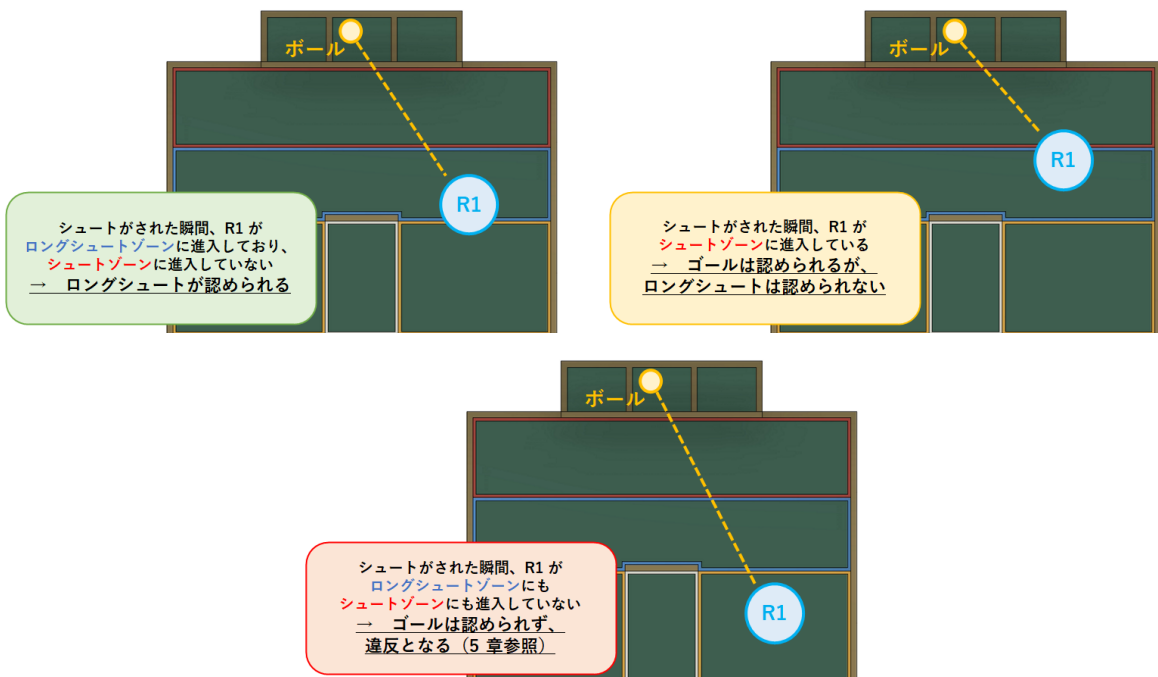 ボール
R1
シュートがされた瞬間、R1 が
ロングシュートゾーンに進入しており、
シュートゾーンに進入していない
→ ロングシュートが認められる
ボール
R1
シュートがされた瞬間、R1 が
シュートゾーンに進入している
→ ゴールは認められるが、
ロングシュートは認められない
ボール
R1
シュートがされた瞬間、R1 が
ロングシュートゾーンにも
シュートゾーンにも進入していない
→ ゴールは認められず、
違反となる（5 章参照）